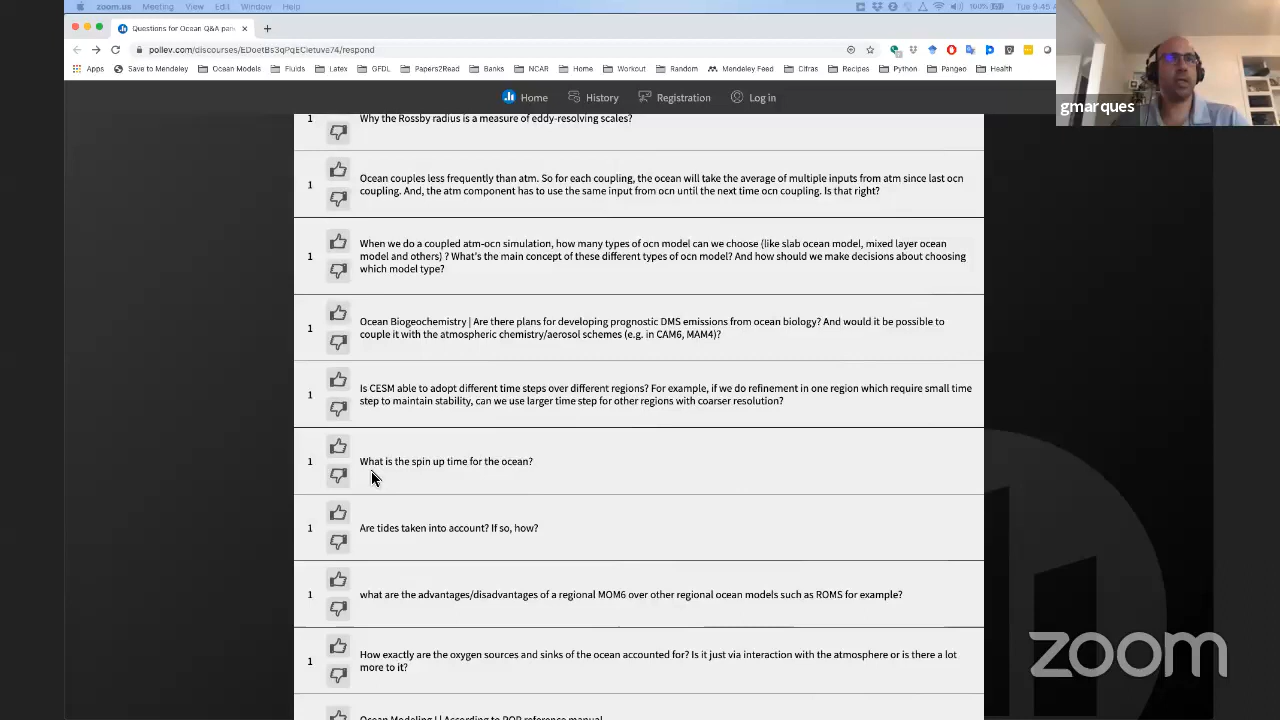 zoom.us Meeting View Edit Window Help
100% Tue 9:45
Questions for Ocean Q&A pan
pollev.com/discourses/EDoetBs3qPqECietuve74/respond
Apps Save to Mendeley Ocean Models Fluids Latex GFDL Papers2Read Banks NCAR Home Workout Random Mendeley Feed Citras Recipes Python Pangeo Health
gmarques
Home History Registration Log in
1 Why the Rossby radius is a measure of eddy-resolving scales?
Ocean couples less frequently than atm. So for each coupling, the ocean will take the average of multiple inputs from atm since last ocn
1 coupling. And, the atm component has to use the same input from ocn until the next time ocn coupling. Is that right?
When we do a coupled atm-ocn simulation, how many types of ocn model can we choose (like slab ocean model, mixed layer ocean
1 model and others) ? What's the main concept of these different types of ocn model? And how should we make decisions about choosing
which model type?
Ocean Biogeochemistry | Are there plans for developing prognostic DMS emissions from ocean biology? And would it be possible to
1 couple it with the atmospheric chemistry/aerosol schemes (e.g. in CAM6, MAM4)?
Is CESM able to adopt different time steps over different regions? For example, if we do refinement in one region which require small time
1 step to maintain stability, can we use larger time step for other regions with coarser resolution?
1 What is the spin up time for the ocean?
1 Are tides taken into account? If so, how?
1 what are the advantages/disadvantages of a regional MOM6 over other regional ocean models such as ROMS for example?
How exactly are the oxygen sources and sinks of the ocean accounted for? Is it just via interaction with the atmosphere or is there a lot
1 more to it?
Ocean Modeling | | According to POP reference manual
zoom